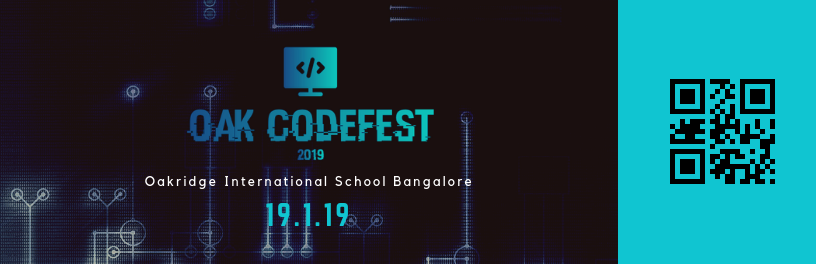 </>
OAK CODEFEST
2019
Oakridge International School Bangalore
19.1.19